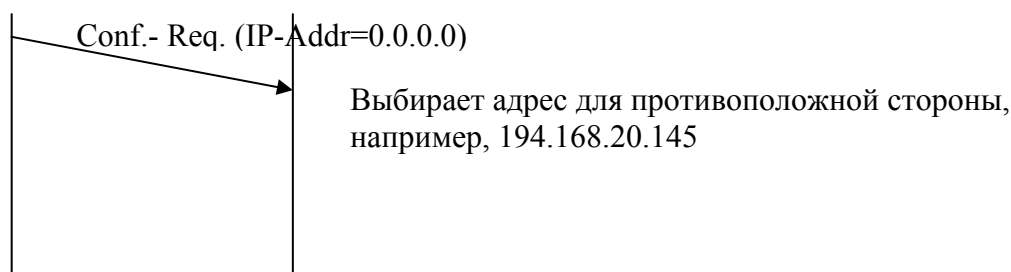 Conf.- Req. (IP-Addr=0.0.0.0)
Выбирает адрес для противоположной стороны,
например, 194.168.20.145